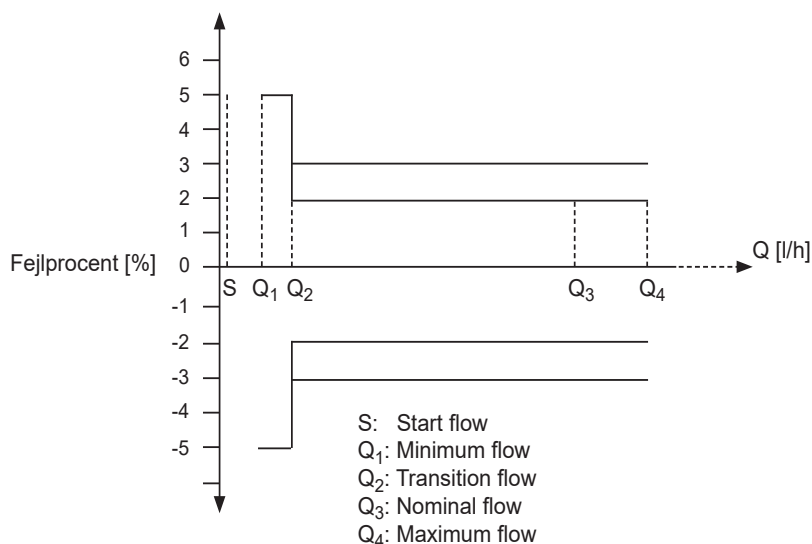 6
5
4
3
2
1
Fejlprocent [%] 0
Q [l/h]
S Q₁ Q₂ Q₃ Q₄
-1
-2
-3
-4
-5
S: Start flow
Q₁: Minimum flow
Q₂: Transition flow
Q₃: Nominal flow
Q₄: Maximum flow